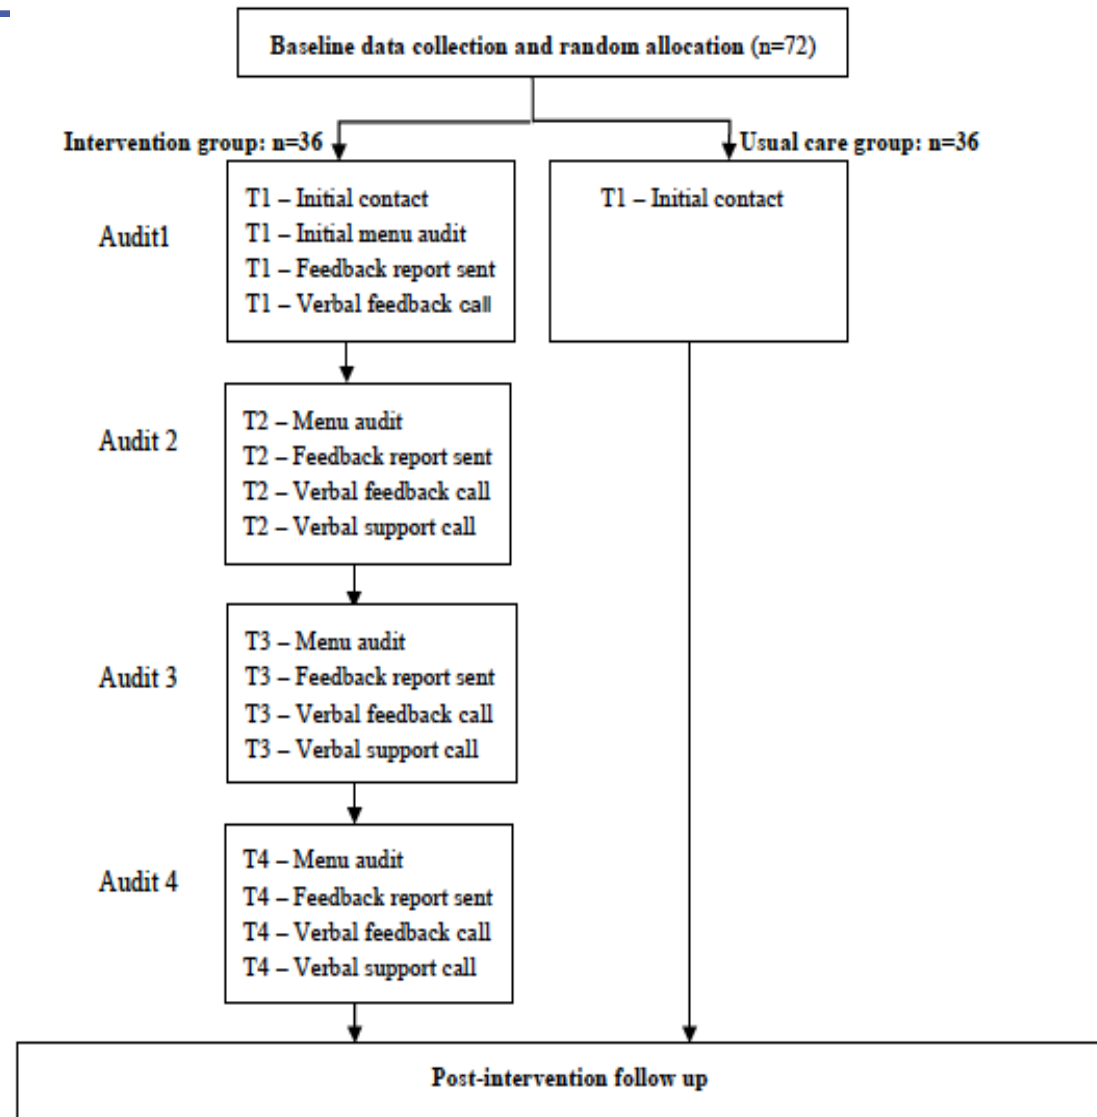 Baseline data collection and random allocation (n=72)
Intervention group: n=36
Usual care group: n=36
Audit1
T1 – Initial contact
T1 – Initial menu audit
T1 – Feedback report sent
T1 – Verbal feedback call
T1 – Initial contact
Audit 2
T2 – Menu audit
T2 – Feedback report sent
T2 – Verbal feedback call
T2 – Verbal support call
Audit 3
T3 – Menu audit
T3 – Feedback report sent
T3 – Verbal feedback call
T3 – Verbal support call
Audit 4
T4 – Menu audit
T4 – Feedback report sent
T4 – Verbal feedback call
T4 – Verbal support call
Post-intervention follow up